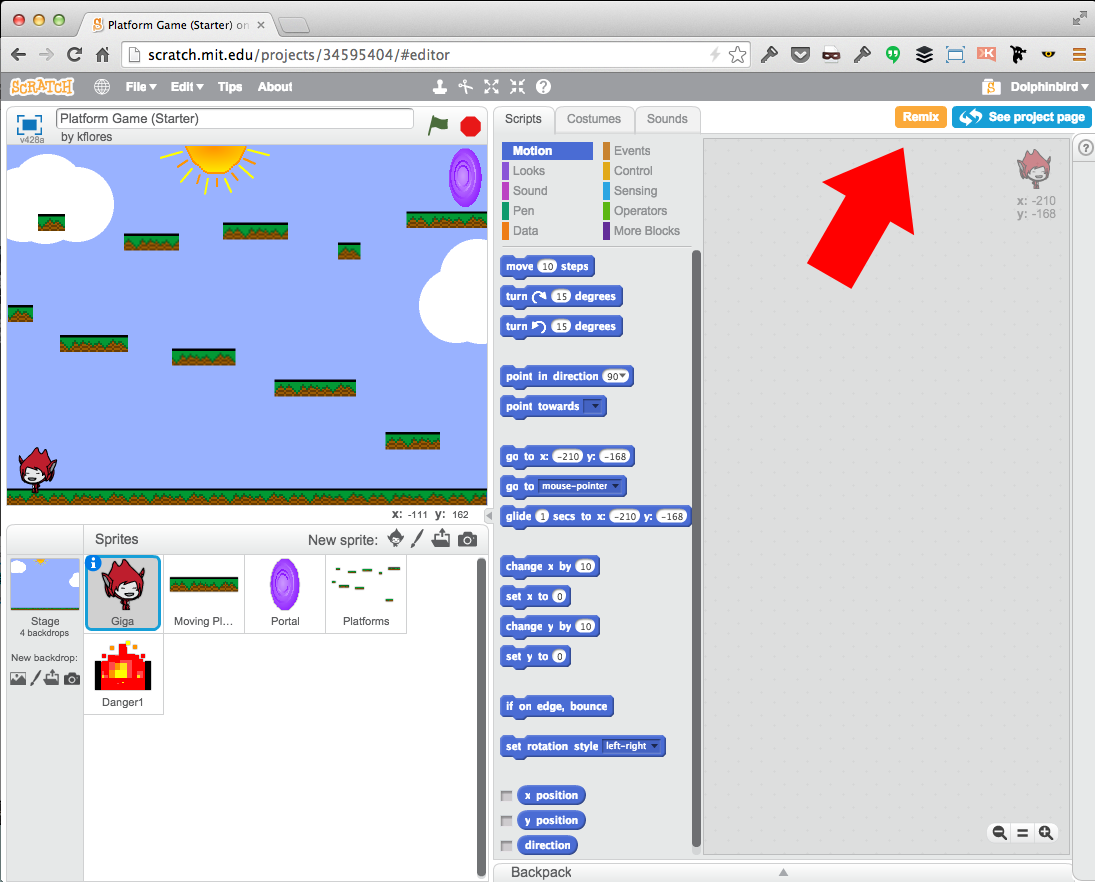 Platform Game (Starter) on
scratch.mit.edu/projects/34595404/#editor
SCRATCH File Edit Tips About Dolphinbird
v428a
Platform Game (Starter)
by kflores
Scripts Costumes Sounds
Remix
See project page
Motion
Looks
Sound
Pen
Data
Events
Control
Sensing
Operators
More Blocks
move 10 steps
turn 15 degrees
turn 15 degrees
point in direction 90
point towards
go to x: -210 y: -168
go to mouse-pointer
glide 1 secs to x: -210 y: -168
change x by 10
set x to 0
change y by 10
set y to 0
if on edge, bounce
set rotation style left-right
x position
y position
direction
x: -210
y: -168
x: -111 y: 162
Sprites New sprite:
Stage
4 backdrops
New backdrop:
Giga
Moving Pl...
Portal
Platforms
Danger1
Backpack